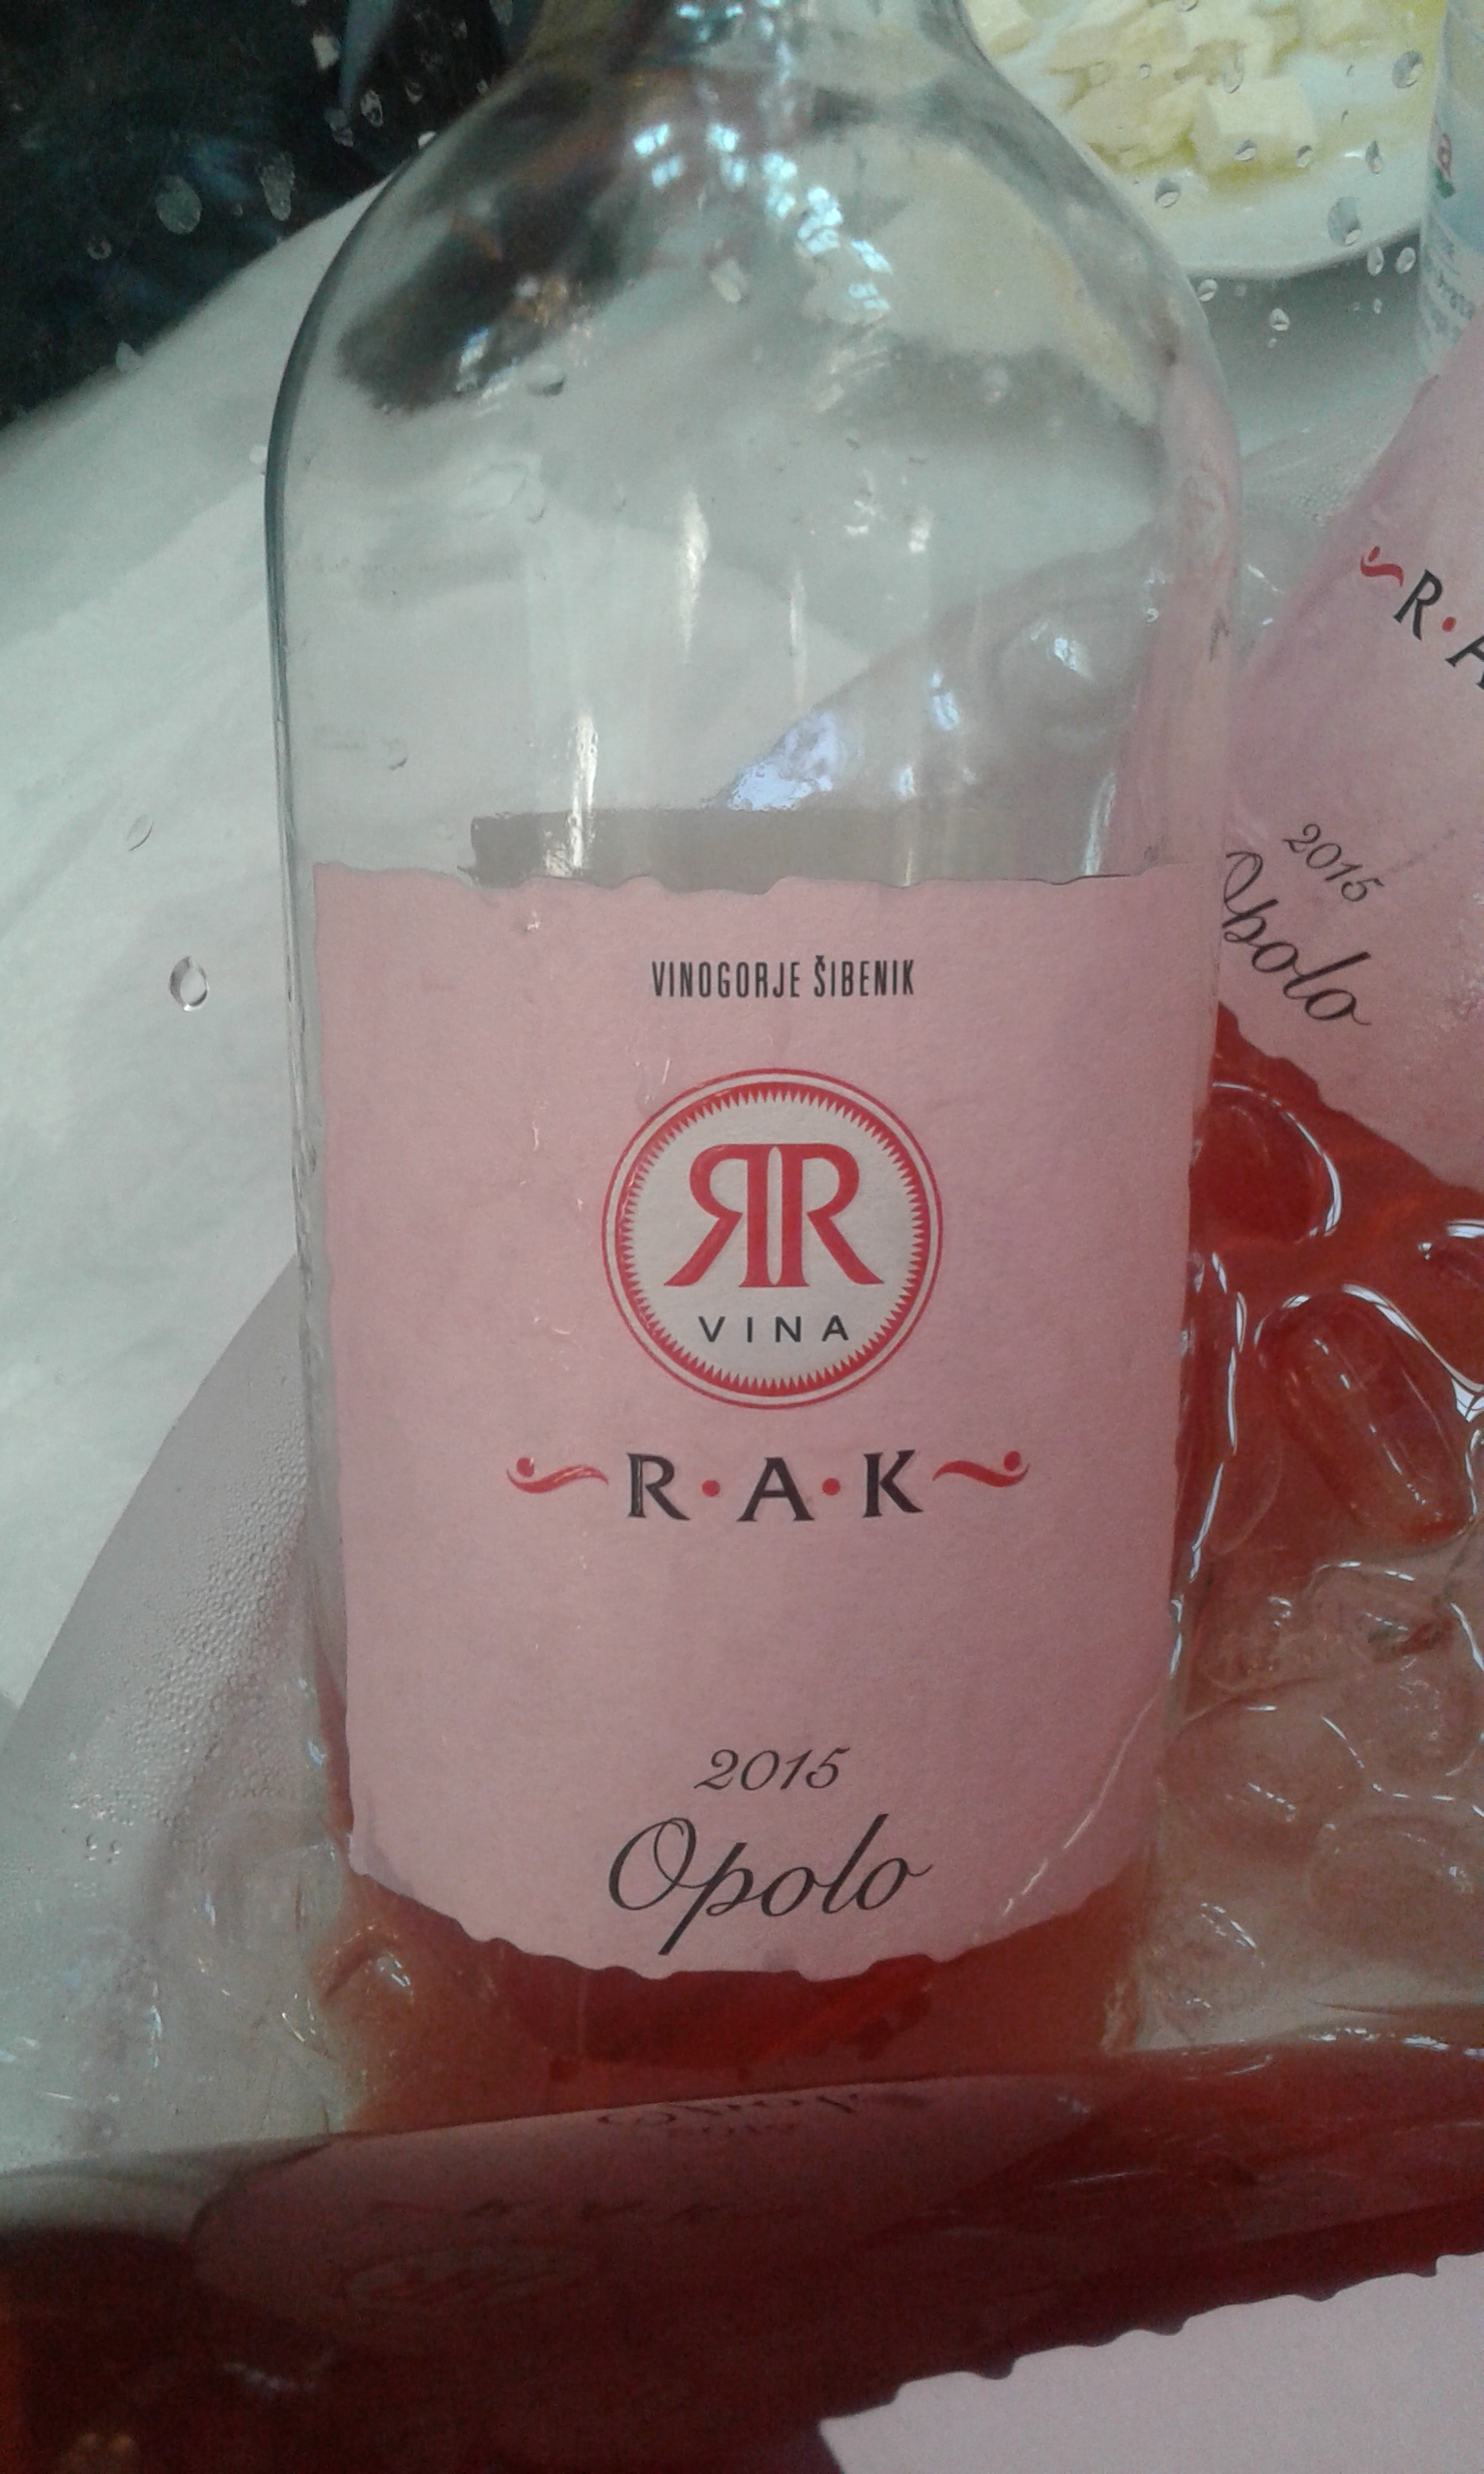 VINOGORJE ŠIBENIK
RR
VINA
R·A·K
2015
Opolo
R·A
2015
Opolo